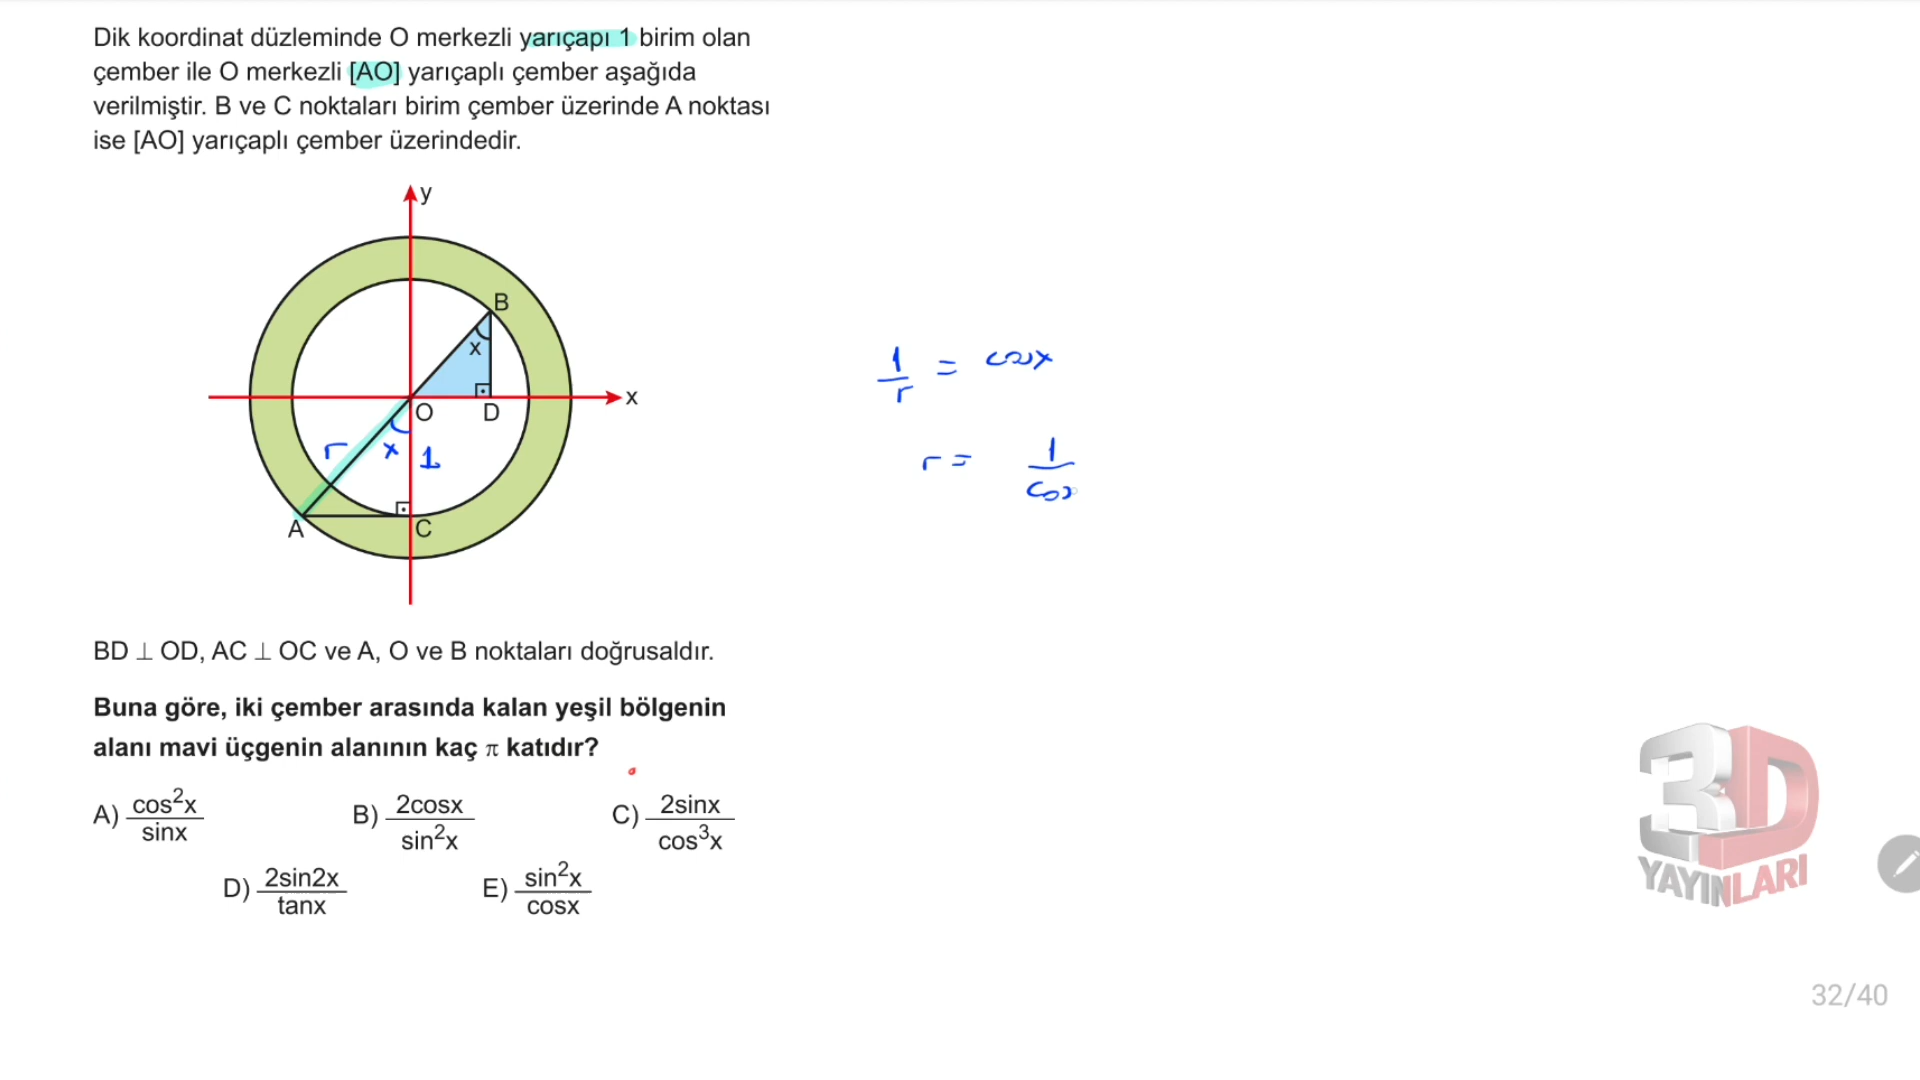 Dik koordinat düzleminde O merkezli yarıçapı 1 birim olan
çember ile O merkezli [AO] yarıçaplı çember aşağıda
verilmiştir. B ve C noktaları birim çember üzerinde A noktası
ise [AO] yarıçaplı çember üzerindedir.
y
B
x
x
O
D
r
x
1
A
C
1/r = cosx
r = 1/cosx
BD ⊥ OD, AC ⊥ OC ve A, O ve B noktaları doğrusaldır.
Buna göre, iki çember arasında kalan yeşil bölgenin
alanı mavi üçgenin alanının kaç π katıdır?
A) cos²x/sinx B) 2cosx/sin²x C) 2sinx/cos³x
D) 2sin2x/tanx E) sin²x/cosx
3D
YAYINLARI
32/40